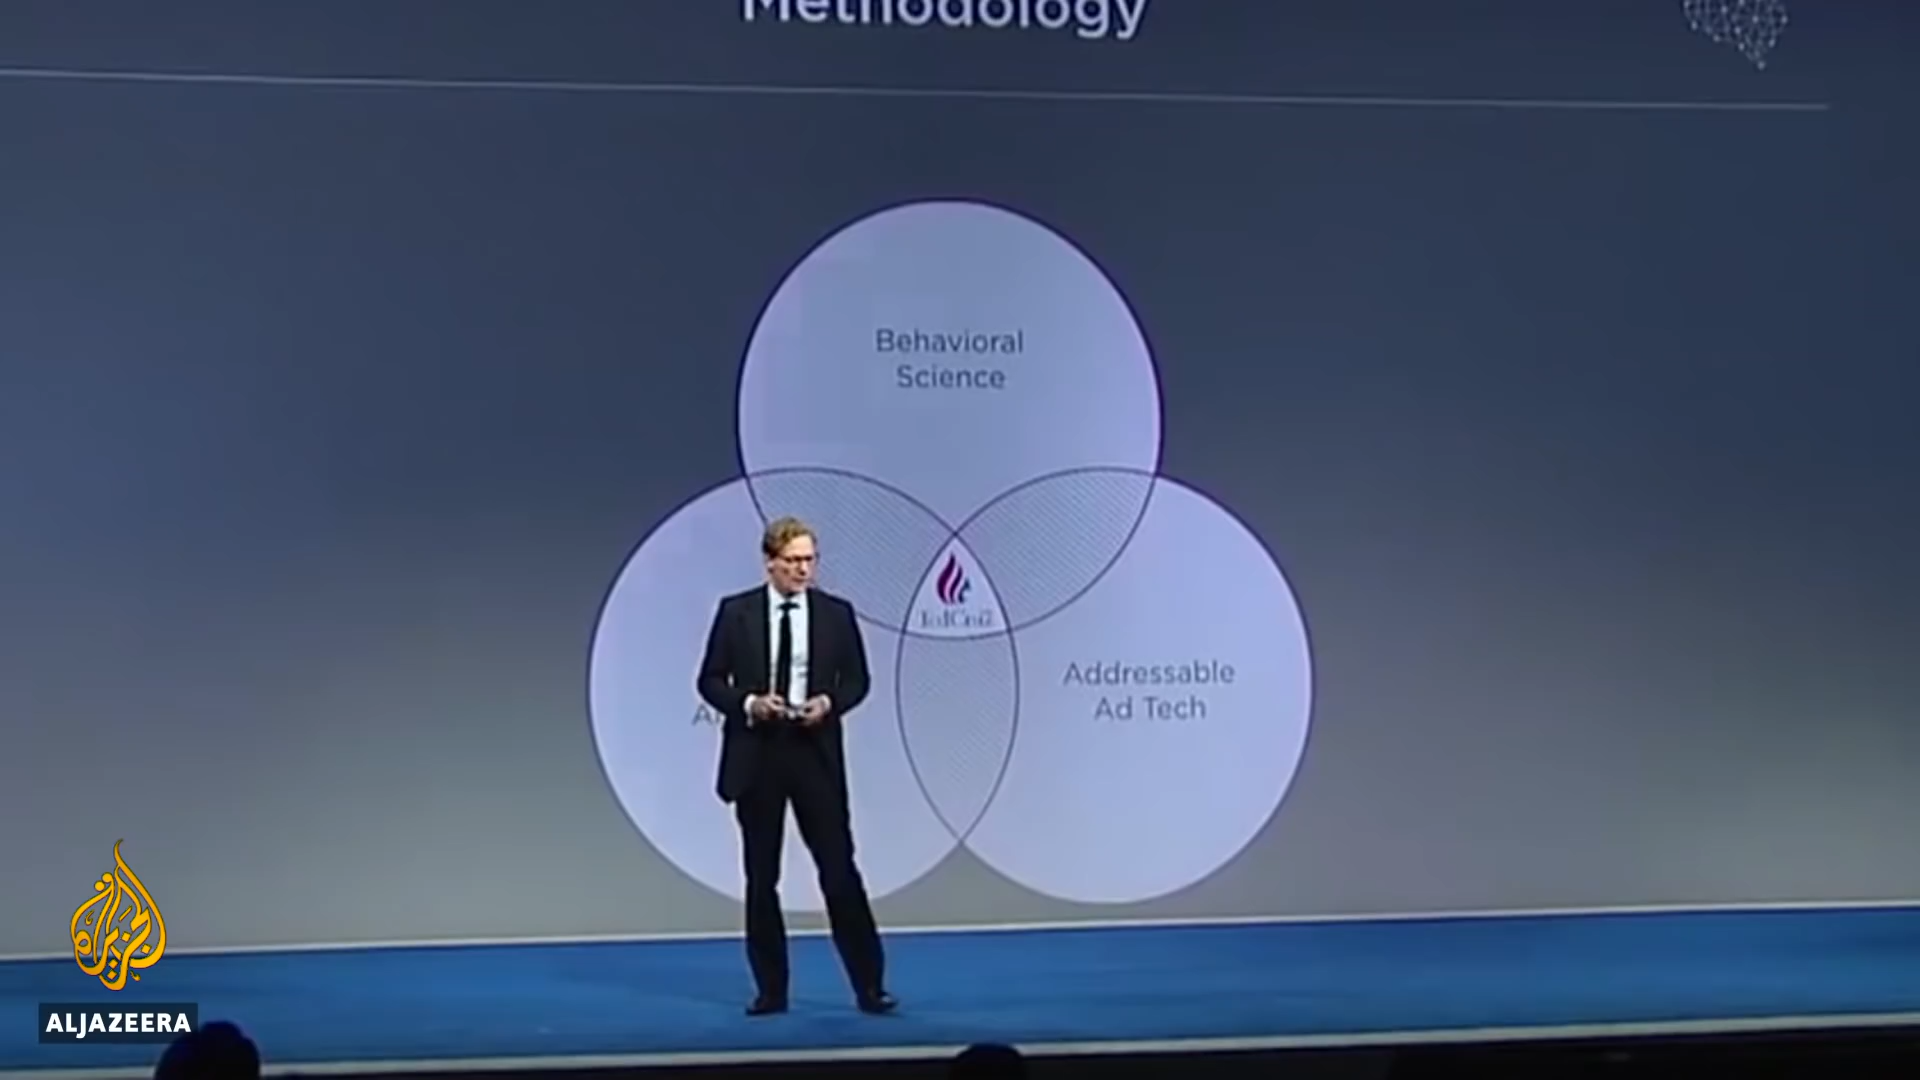 Methodology
Behavioral
Science
Addressable
Ad Tech
الجزيرة
ALJAZEERA